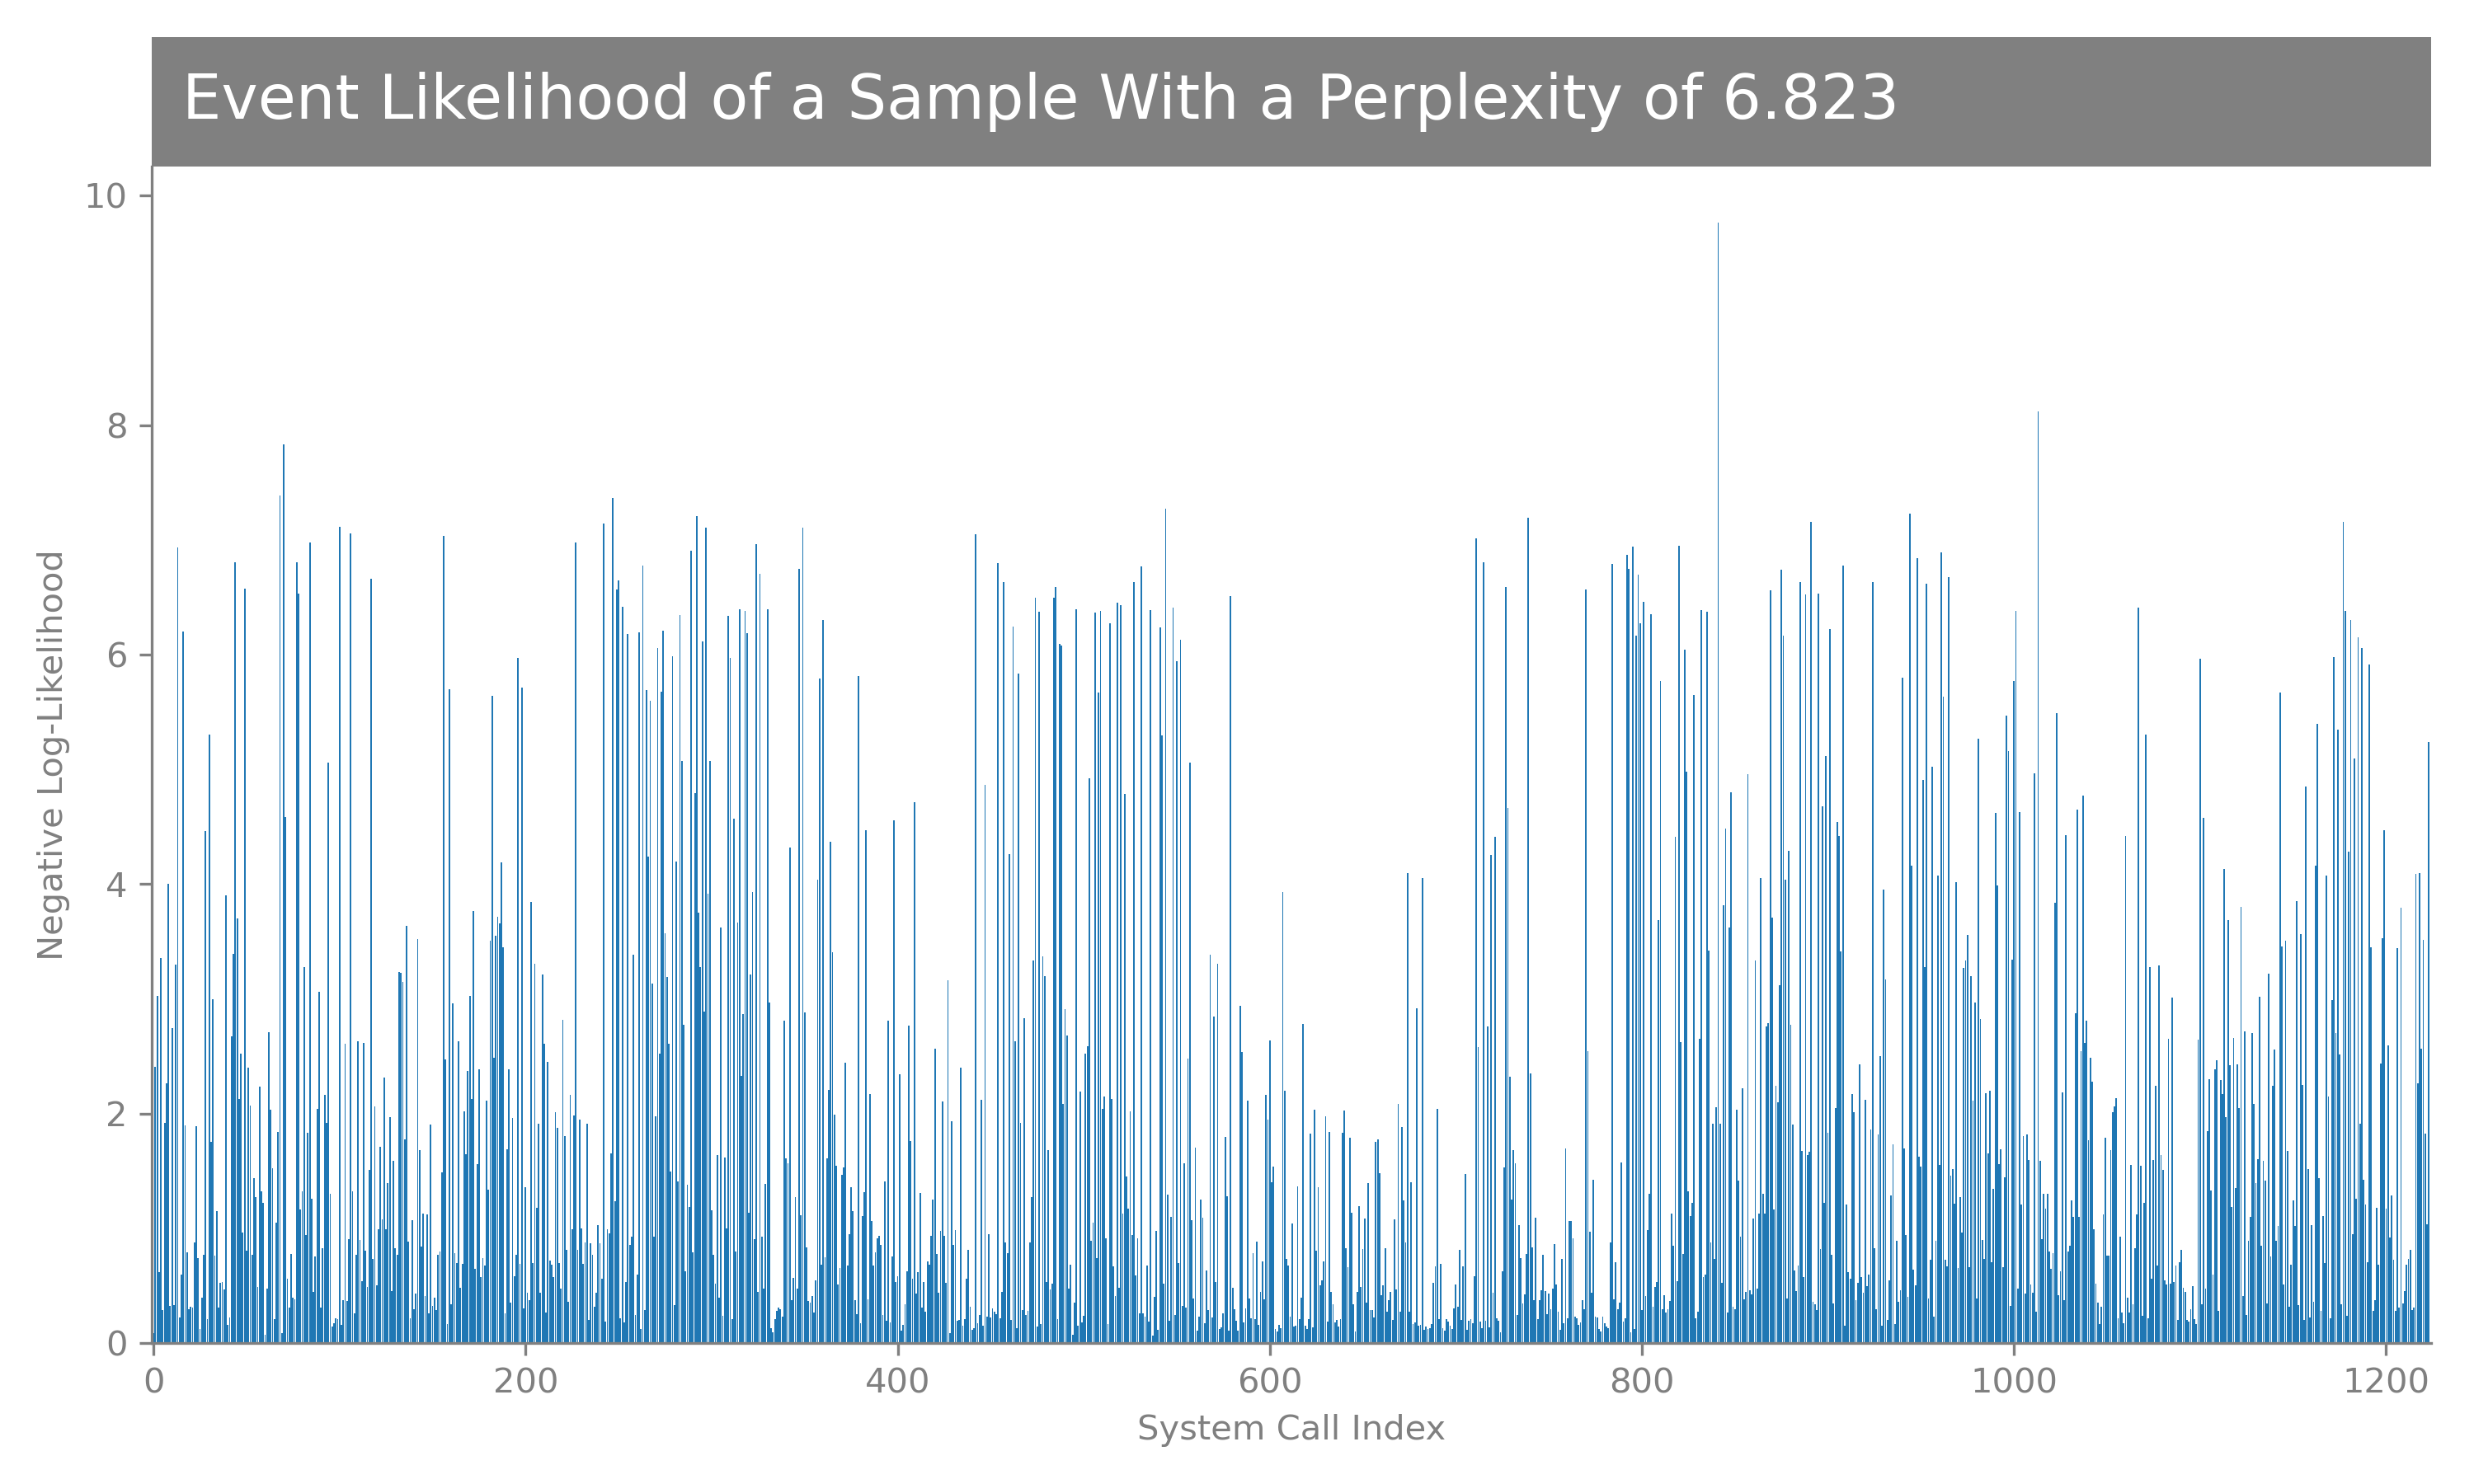 Event Likelihood of a Sample With a Perplexity of 6.823
10
8
6
4
2
0
Negative Log-Likelihood
0 200 400 600 800 1000 1200
System Call Index